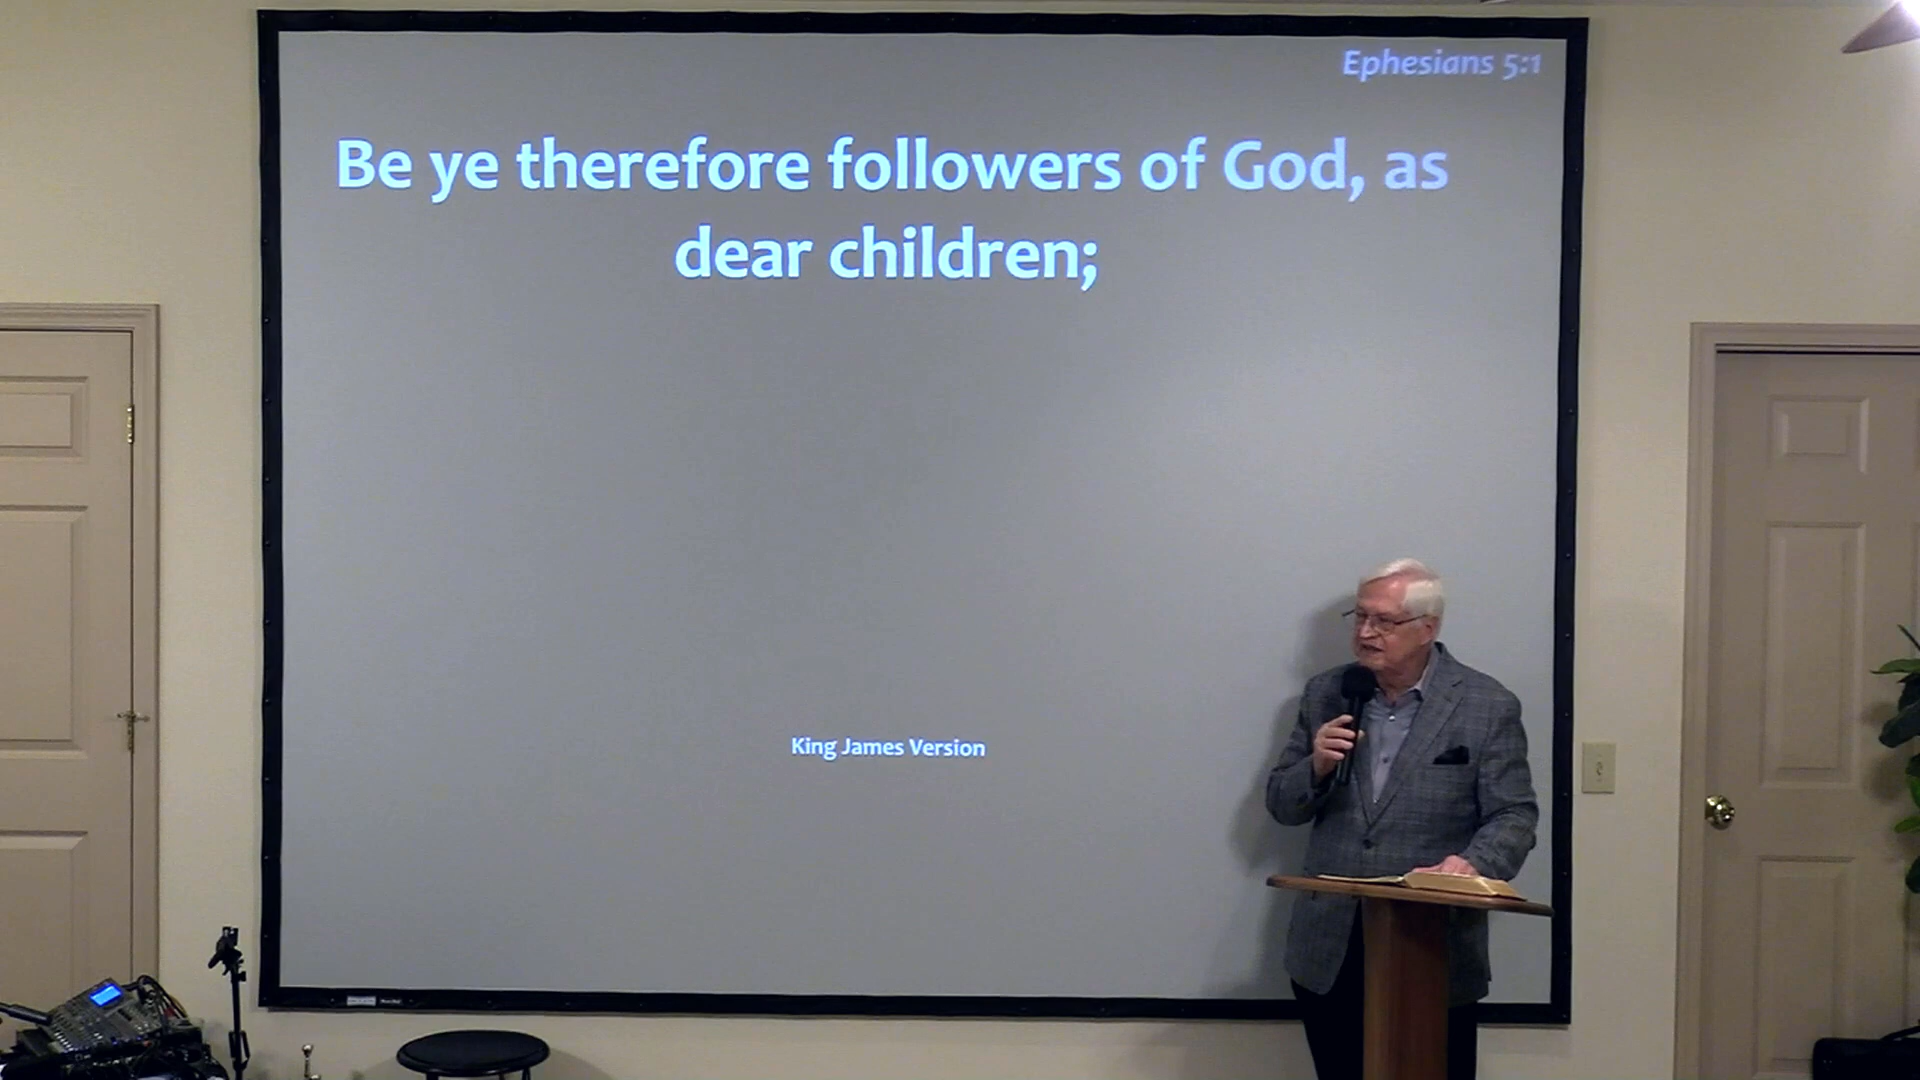 Ephesians 5:1
Be ye therefore followers of God, as
dear children;
King James Version